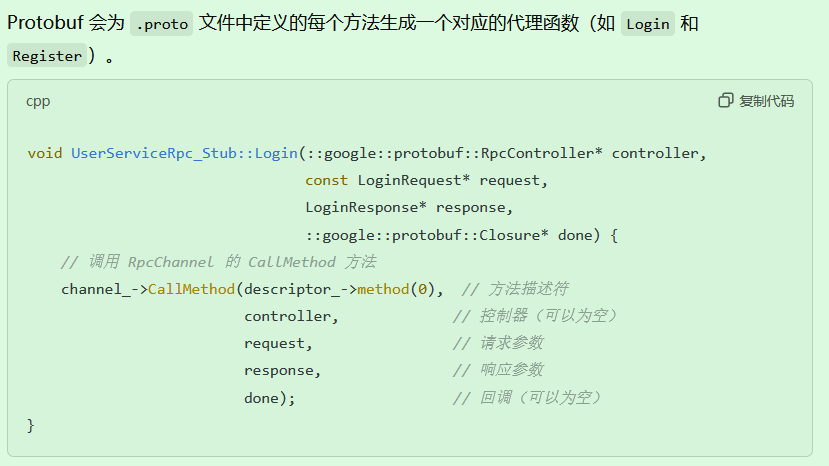 Protobuf 会为 .proto 文件中定义的每个方法生成一个对应的代理函数（如 Login 和
Register）。
cpp 复制代码
void UserServiceRpc_Stub::Login(::google::protobuf::RpcController* controller,
                                const LoginRequest* request,
                                LoginResponse* response,
                                ::google::protobuf::Closure* done) {
    // 调用 RpcChannel 的 CallMethod 方法
    channel_->CallMethod(descriptor_->method(0),  // 方法描述符
                         controller,             // 控制器（可以为空）
                         request,                // 请求参数
                         response,               // 响应参数
                         done);                  // 回调（可以为空）
}